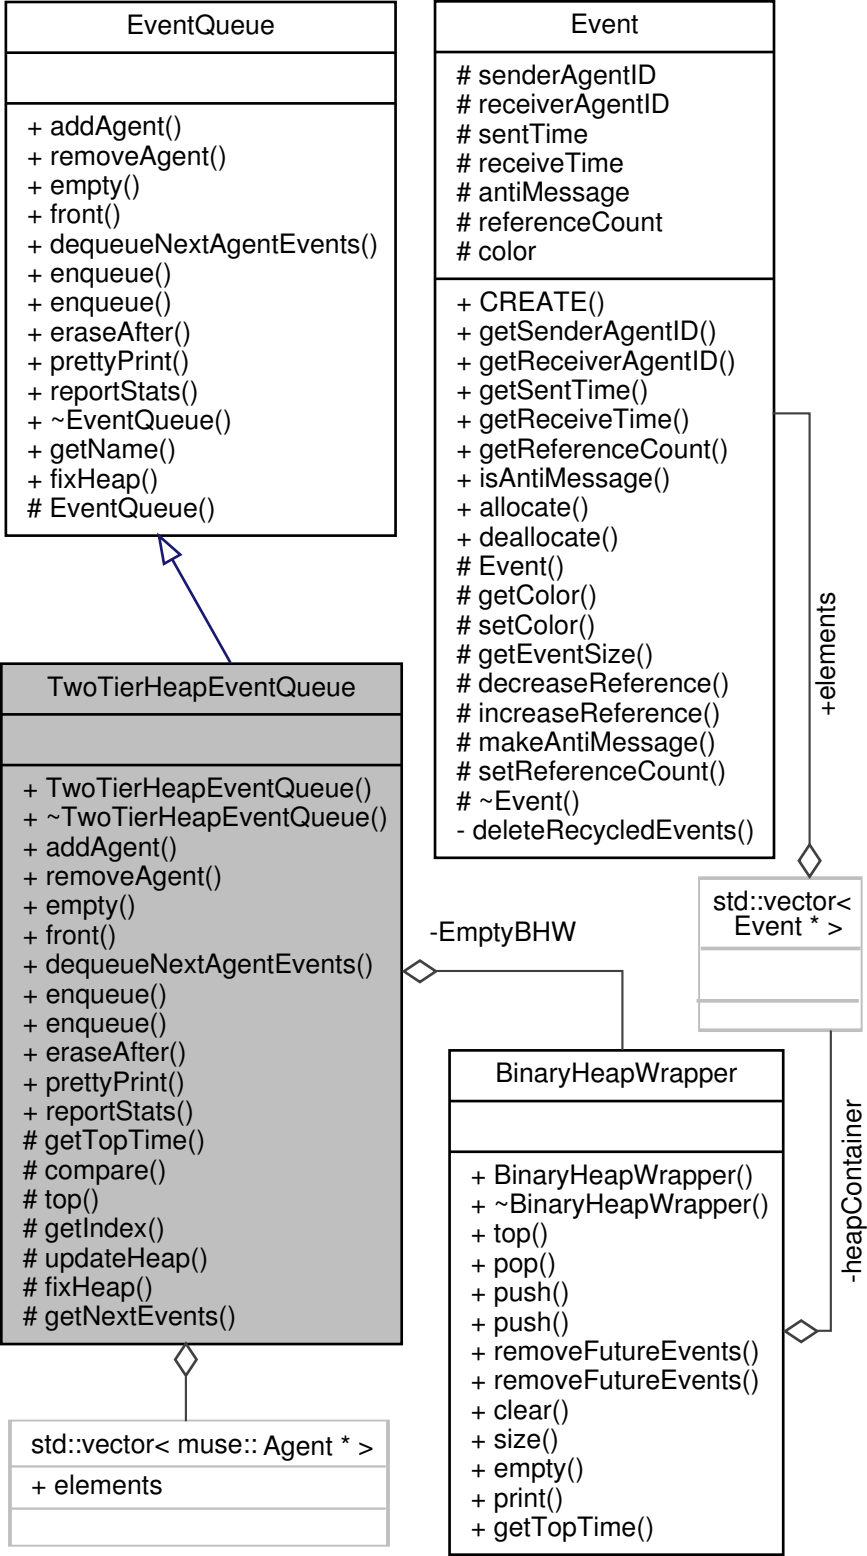 EventQueue
+ addAgent()
+ removeAgent()
+ empty()
+ front()
+ dequeueNextAgentEvents()
+ enqueue()
+ enqueue()
+ eraseAfter()
+ prettyPrint()
+ reportStats()
+ ~EventQueue()
+ getName()
+ fixHeap()
# EventQueue()
Event
# senderAgentID
# receiverAgentID
# sentTime
# receiveTime
# antiMessage
# referenceCount
# color
+ CREATE()
+ getSenderAgentID()
+ getReceiverAgentID()
+ getSentTime()
+ getReceiveTime()
+ getReferenceCount()
+ isAntiMessage()
+ allocate()
+ deallocate()
# Event()
# getColor()
# setColor()
# getEventSize()
# decreaseReference()
# increaseReference()
# makeAntiMessage()
# setReferenceCount()
# ~Event()
- deleteRecycledEvents()
+elements
TwoTierHeapEventQueue
+ TwoTierHeapEventQueue()
+ ~TwoTierHeapEventQueue()
+ addAgent()
+ removeAgent()
+ empty()
+ front()
+ dequeueNextAgentEvents()
+ enqueue()
+ enqueue()
+ eraseAfter()
+ prettyPrint()
+ reportStats()
# getTopTime()
# compare()
# top()
# getIndex()
# updateHeap()
# fixHeap()
# getNextEvents()
-EmptyBHW
std::vector<
Event * >
BinaryHeapWrapper
+ BinaryHeapWrapper()
+ ~BinaryHeapWrapper()
+ top()
+ pop()
+ push()
+ push()
+ removeFutureEvents()
+ removeFutureEvents()
+ clear()
+ size()
+ empty()
+ print()
+ getTopTime()
-heapContainer
std::vector< muse:: Agent * >
+ elements